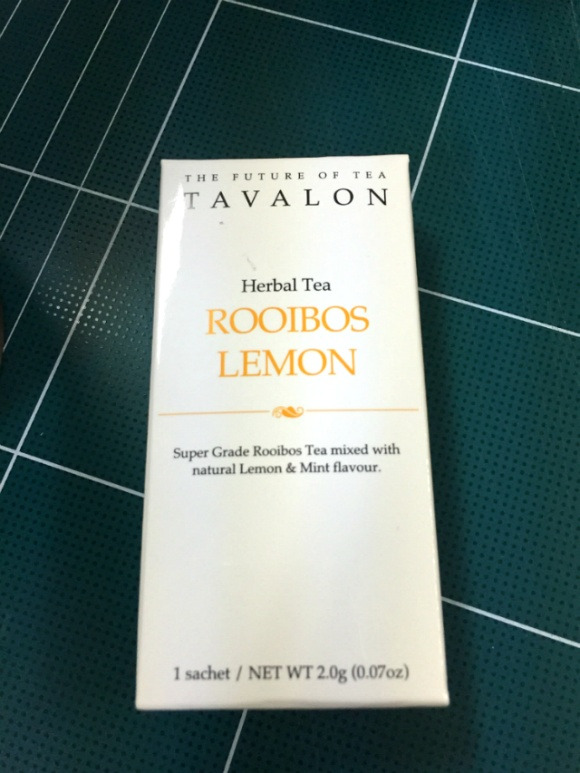 THE FUTURE OF TEA
TAVALON
Herbal Tea
ROOIBOS
LEMON
Super Grade Rooibos Tea mixed with
natural Lemon & Mint flavour.
1 sachet / NET WT 2.0g (0.07oz)